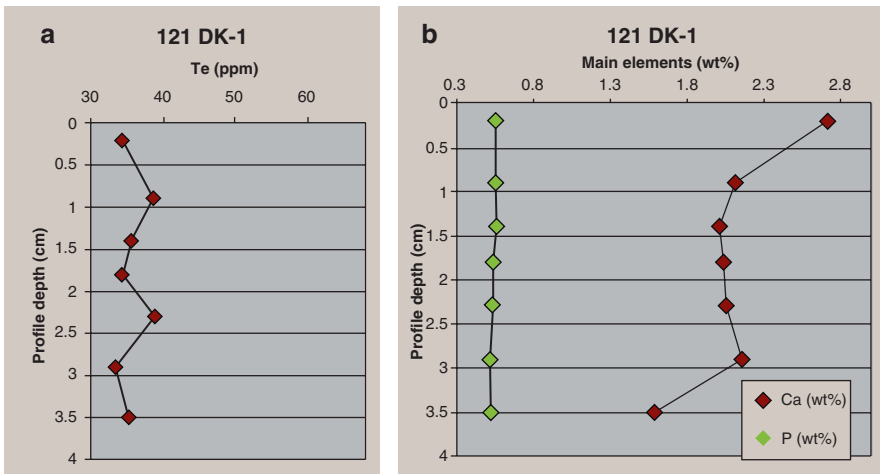 a
121 DK-1
Te (ppm)
30 40 50 60
0
0.5
1
1.5
2
2.5
3
3.5
4
Profile depth (cm)
b
121 DK-1
Main elements (wt%)
0.3 0.8 1.3 1.8 2.3 2.8
0
0.5
1
1.5
2
2.5
3
3.5
4
Profile depth (cm)
Ca (wt%)
P (wt%)